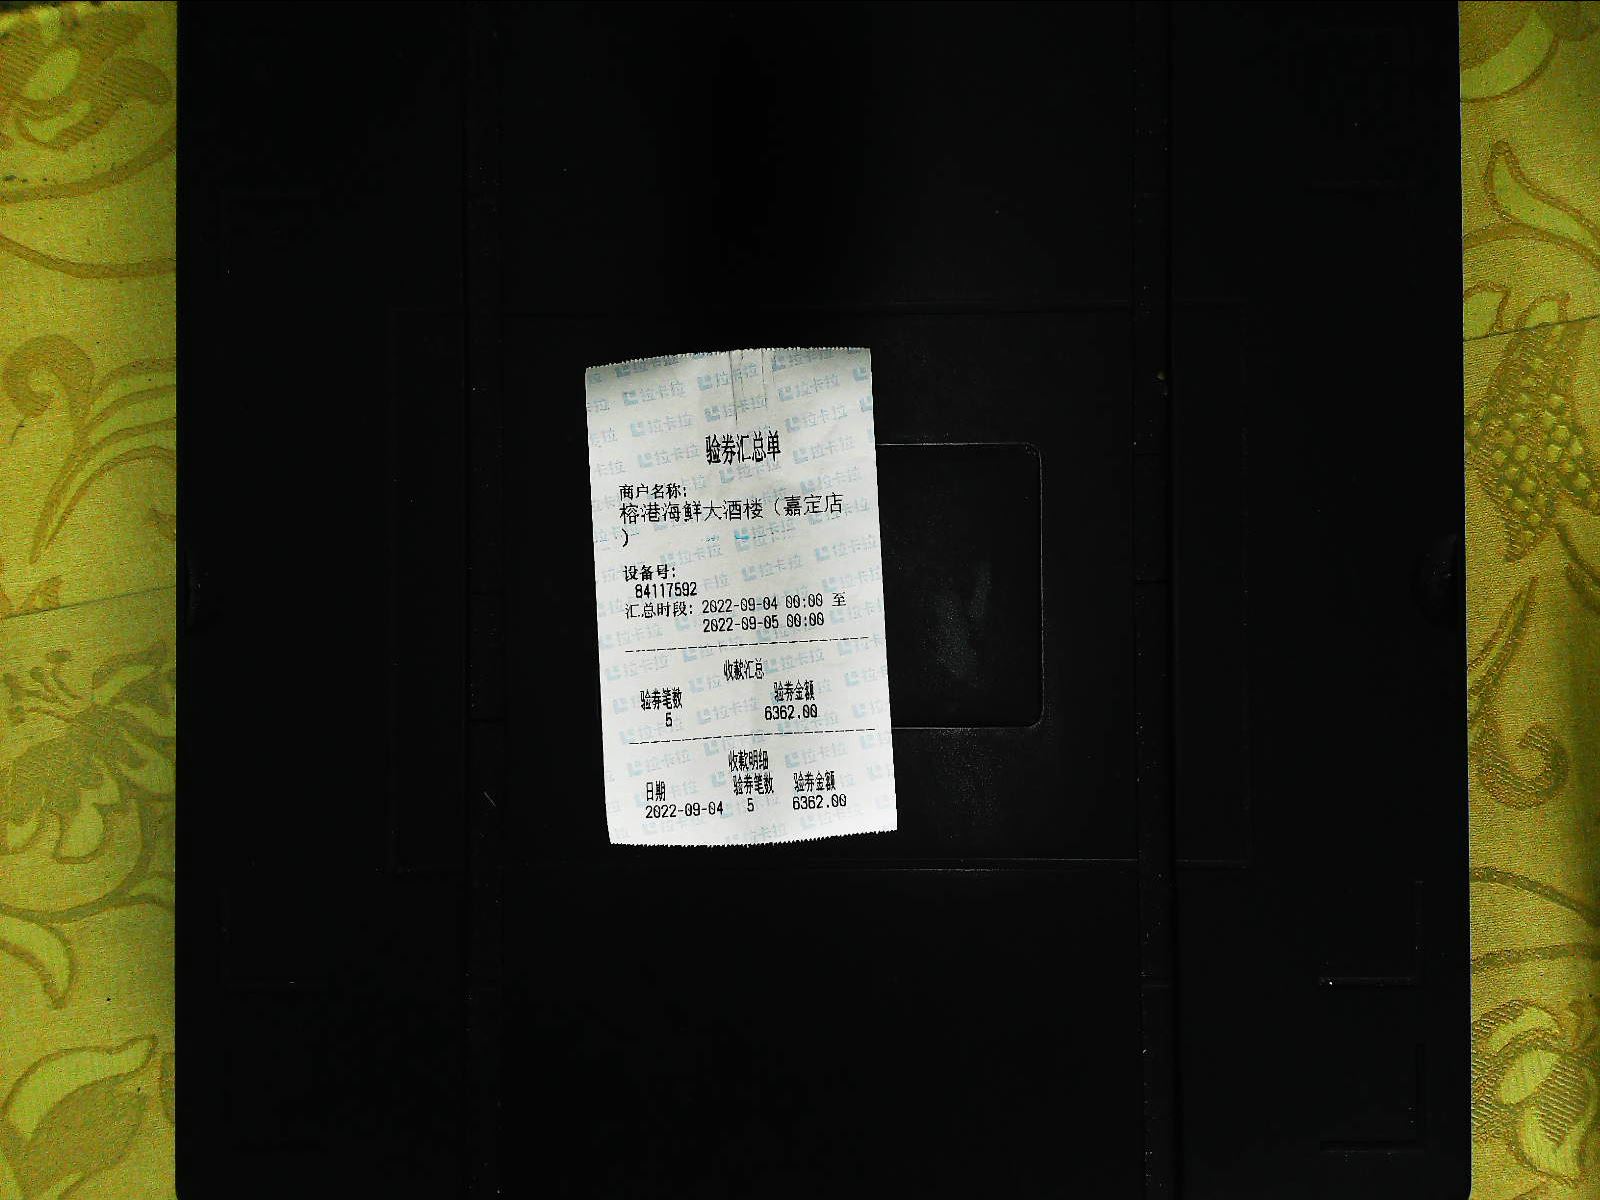 验券汇总单
商户名称:
榕港海鲜大酒楼（嘉定店
）
设备号:
84117592
汇总时段: 2022-09-04 00:00 至
2022-09-05 00:00
收款汇总
验券笔数 验券金额
5 6362.00
收款明细
日期 验券笔数 验券金额
2022-09-04 5 6362.00
拉卡拉